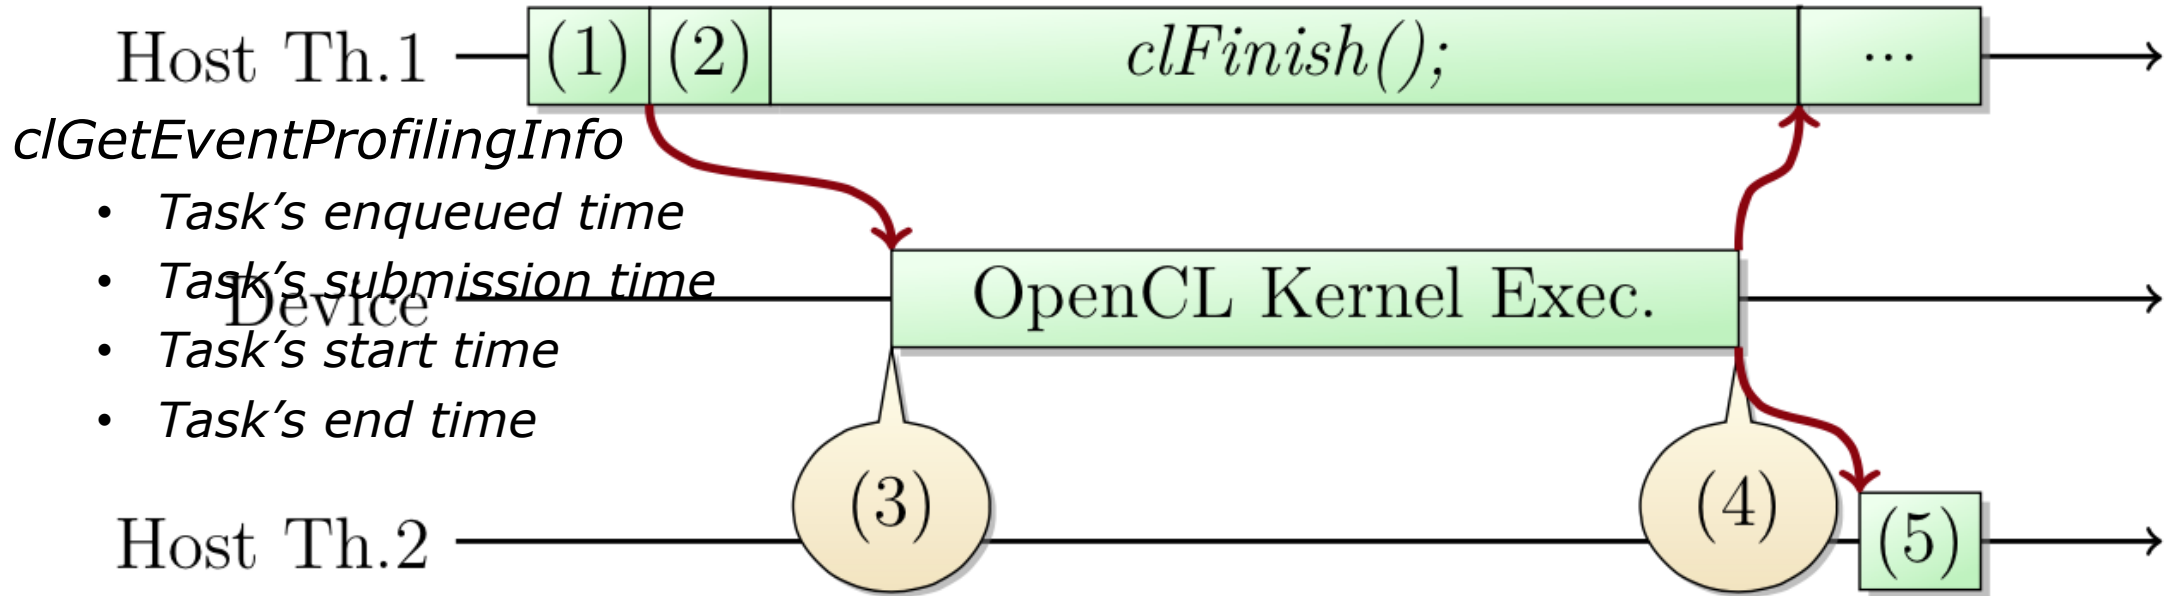 Host Th.1 (1) (2) clFinish(); ...
clGetEventProfilingInfo
• Task’s enqueued time
• Task’s submission time
Device OpenCL Kernel Exec.
• Task’s start time
• Task’s end time
(3) (4)
Host Th.2 (5)